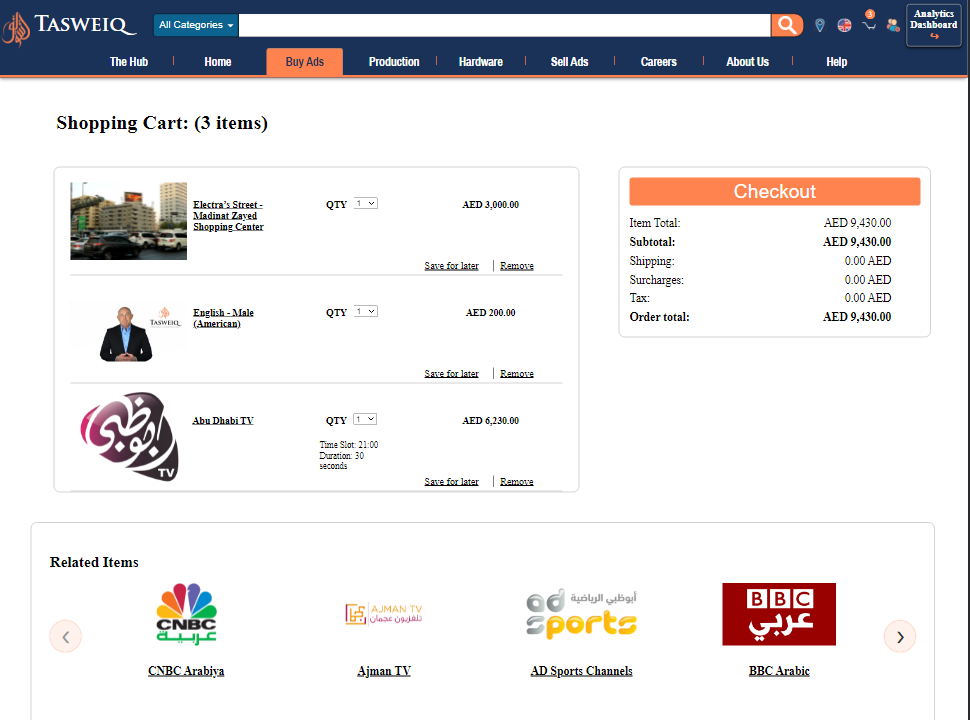 TASWEIQ
All Categories
3
Analytics
Dashboard
The Hub
Home
Buy Ads
Production
Hardware
Sell Ads
Careers
About Us
Help
Shopping Cart: (3 items)
Electra's Street -
Madinat Zayed
Shopping Center
QTY 1
AED 3,000.00
Save for later | Remove
TASWEIQ
English - Male
(American)
QTY 1
AED 200.00
Save for later | Remove
أبوظبي
TV
Abu Dhabi TV
QTY 1
Time Slot: 21:00
Duration: 30
seconds
AED 6,230.00
Save for later | Remove
Checkout
Item Total: AED 9,430.00
Subtotal: AED 9,430.00
Shipping: 0.00 AED
Surcharges: 0.00 AED
Tax: 0.00 AED
Order total: AED 9,430.00
Related Items
CNBC
عربية
CNBC Arabiya
AJMAN TV
تلفزيون عجمان
Ajman TV
أبوظبي الرياضية
ad
sports
AD Sports Channels
BBC
عربي
BBC Arabic